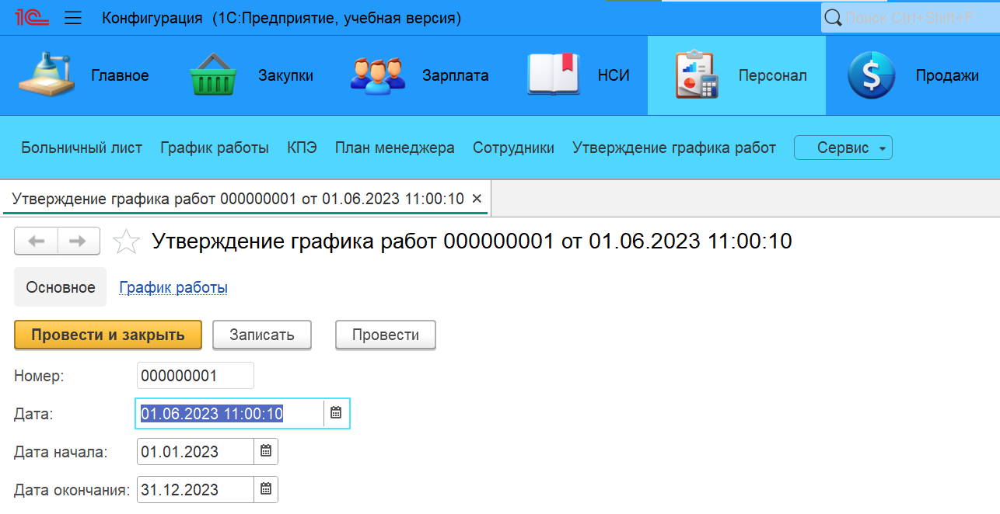 1С Конфигурация (1С:Предприятие, учебная версия) Поиск Ctrl+Shift+F
Главное Закупки Зарплата НСИ Персонал Продажи
Больничный лист График работы КПЭ План менеджера Сотрудники Утверждение графика работ Сервис
Утверждение графика работ 000000001 от 01.06.2023 11:00:10 ×
Утверждение графика работ 000000001 от 01.06.2023 11:00:10
Основное График работы
Провести и закрыть Записать Провести
Номер: 000000001
Дата: 01.06.2023 11:00:10
Дата начала: 01.01.2023
Дата окончания: 31.12.2023